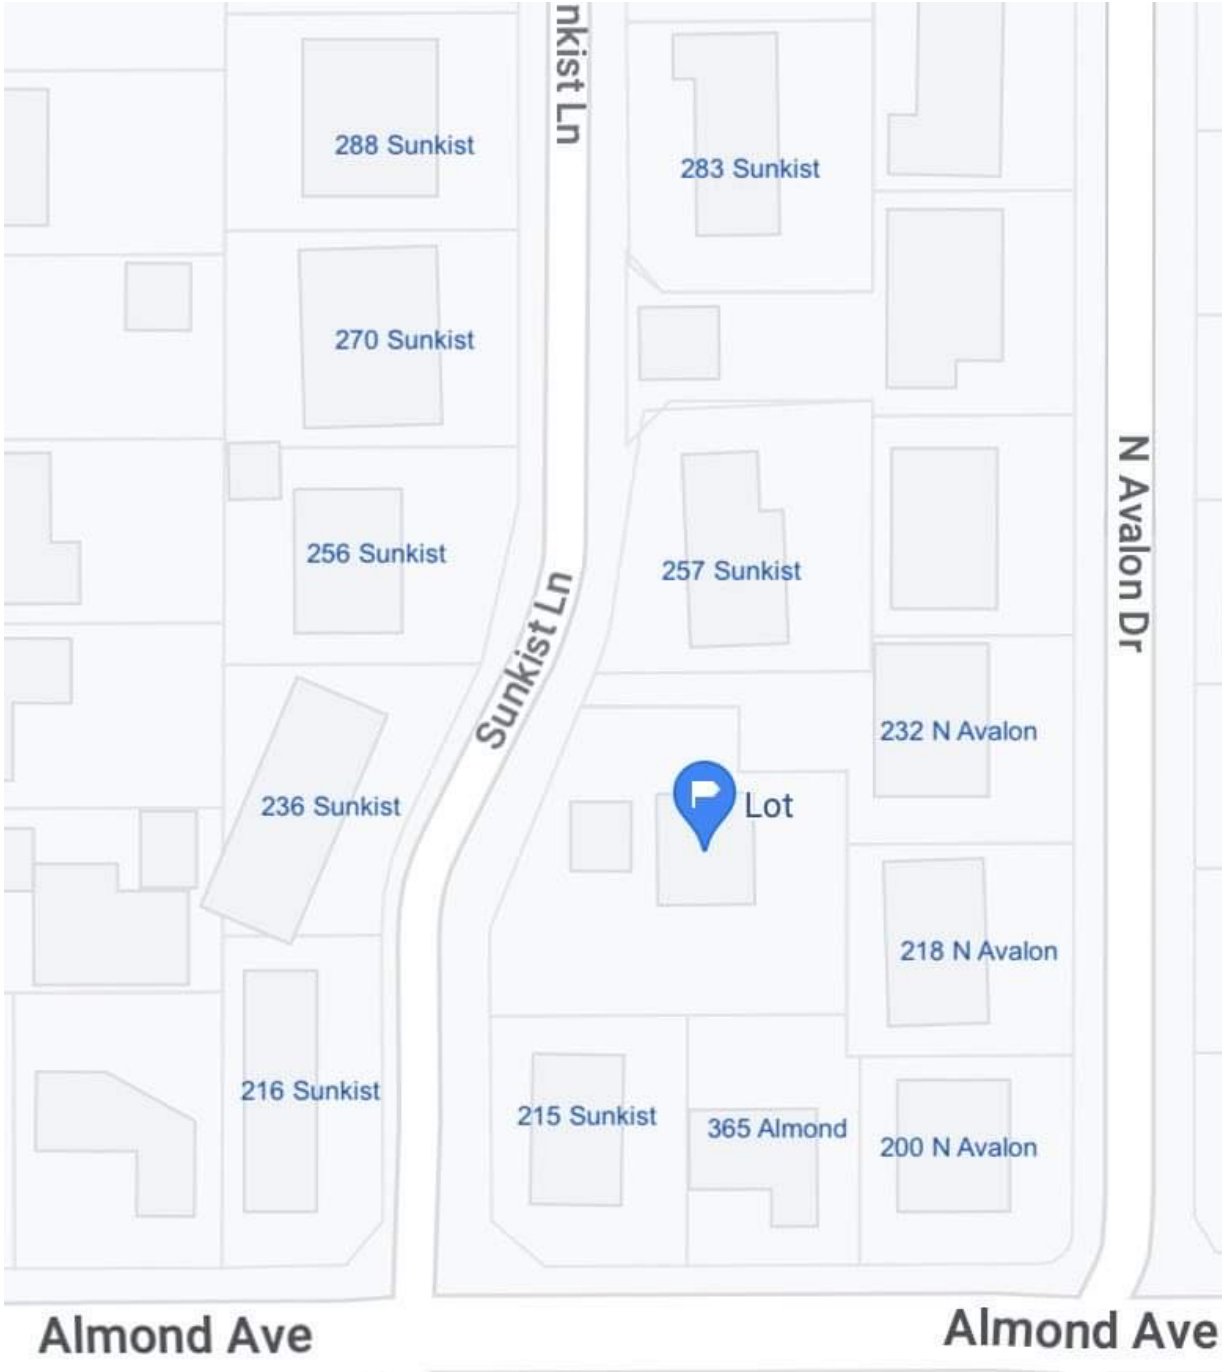 nkist Ln
288 Sunkist
283 Sunkist
270 Sunkist
N Avalon Dr
256 Sunkist
257 Sunkist
Sunkist Ln
232 N Avalon
236 Sunkist
Lot
218 N Avalon
216 Sunkist
215 Sunkist
365 Almond
200 N Avalon
Almond Ave
Almond Ave